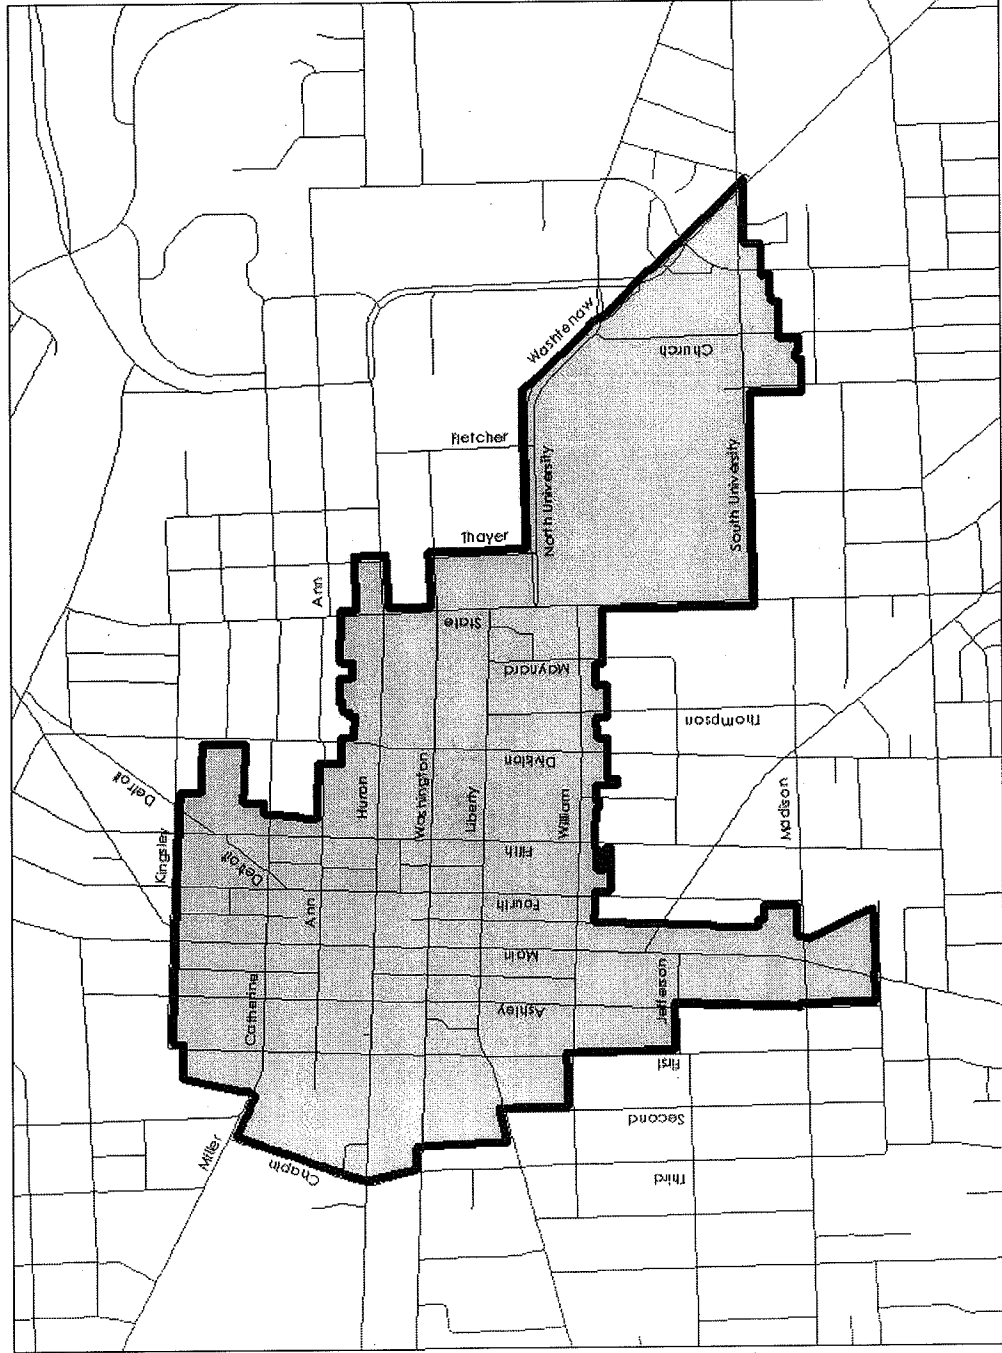 Washtenaw
Church
Fletcher
North University
South University
Thayer
Ann
State
Maynard
Thompson
Detroit
Division
Huron
Washington
Liberty
William
Madison
Kingsley
Detroit
Fifth
Ann
Fourth
Main
Catherine
Ashley
Jefferson
First
Second
Miller
Chapin
Third